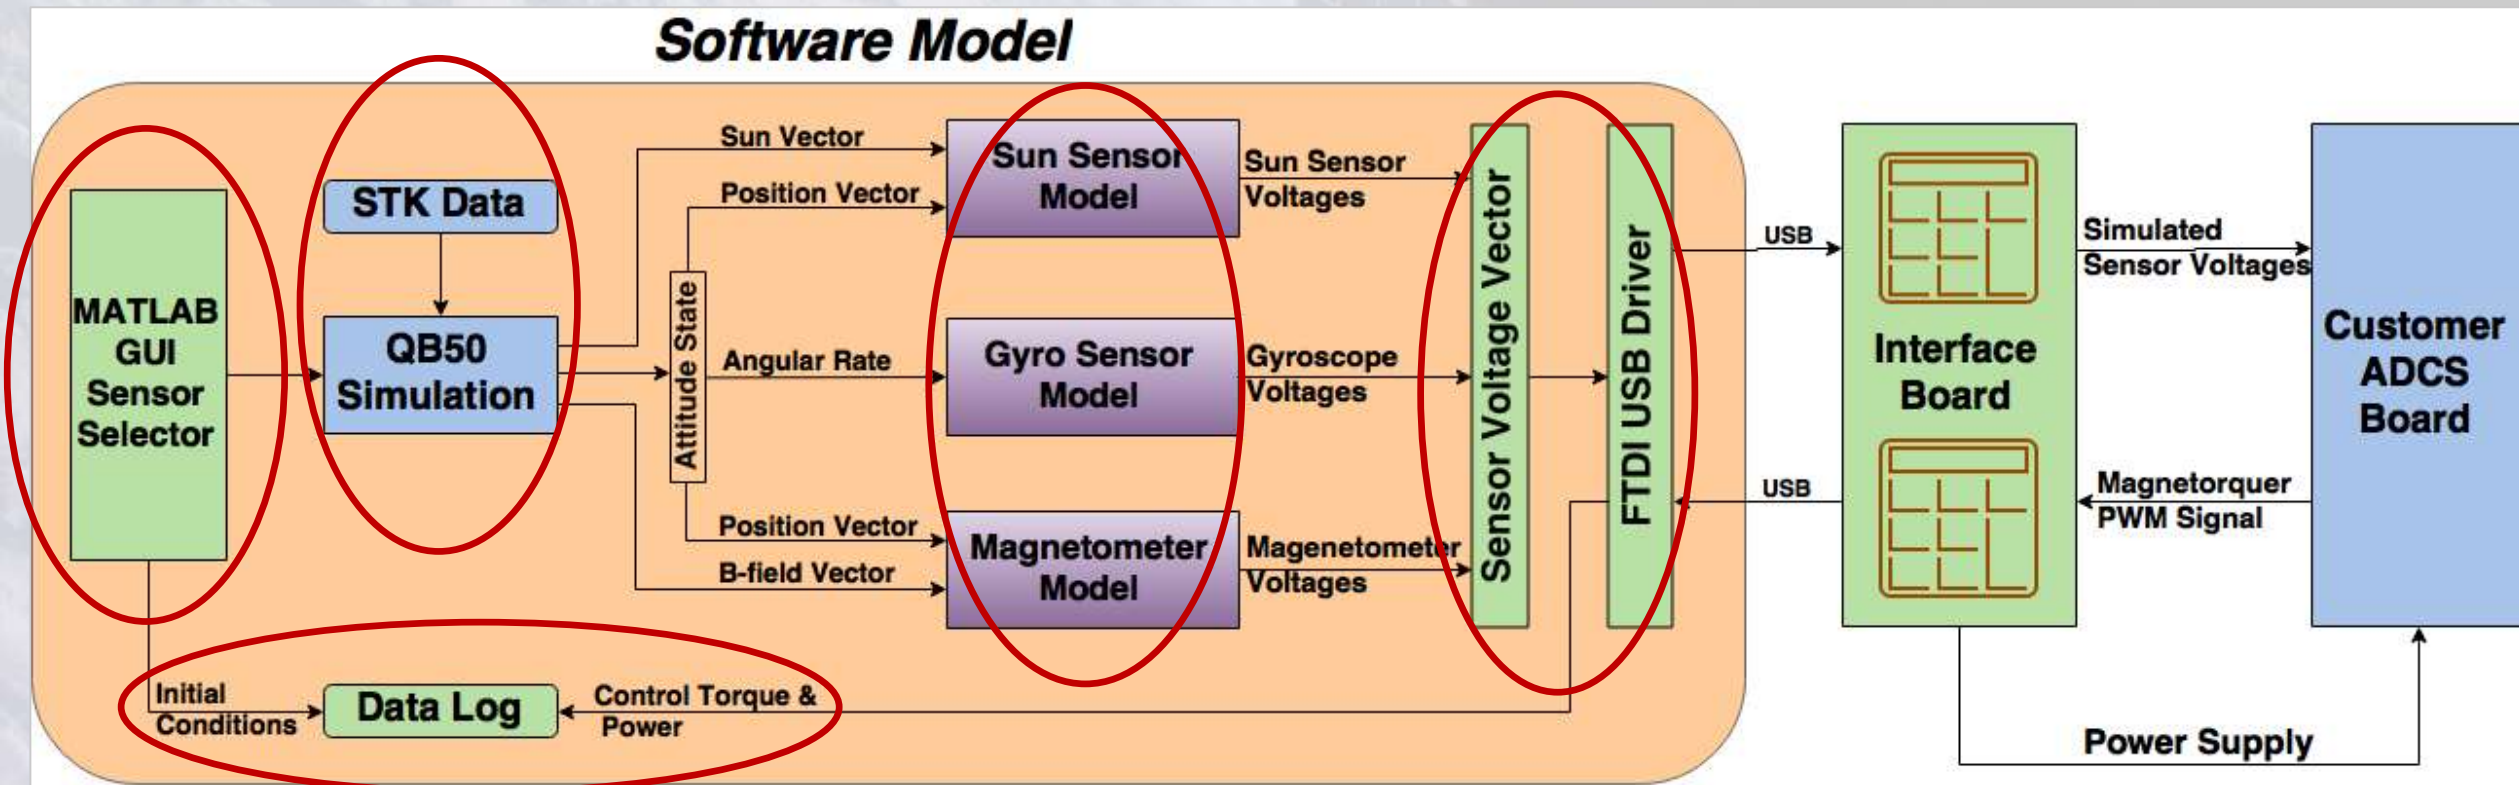 Software Model
MATLAB
GUI
Sensor
Selector
STK Data
QB50
Simulation
Sun Vector
Position Vector
Attitude State
Angular Rate
Position Vector
B-field Vector
Sun Sensor
Model
Gyro Sensor
Model
Magnetometer
Model
Sun Sensor
Voltages
Gyroscope
Voltages
Magenetometer
Voltages
Sensor Voltage Vector
FTDI USB Driver
USB
USB
Interface
Board
Simulated
Sensor Voltages
Magnetorquer
PWM Signal
Customer
ADCS
Board
Initial
Conditions
Data Log
Control Torque &
Power
Power Supply